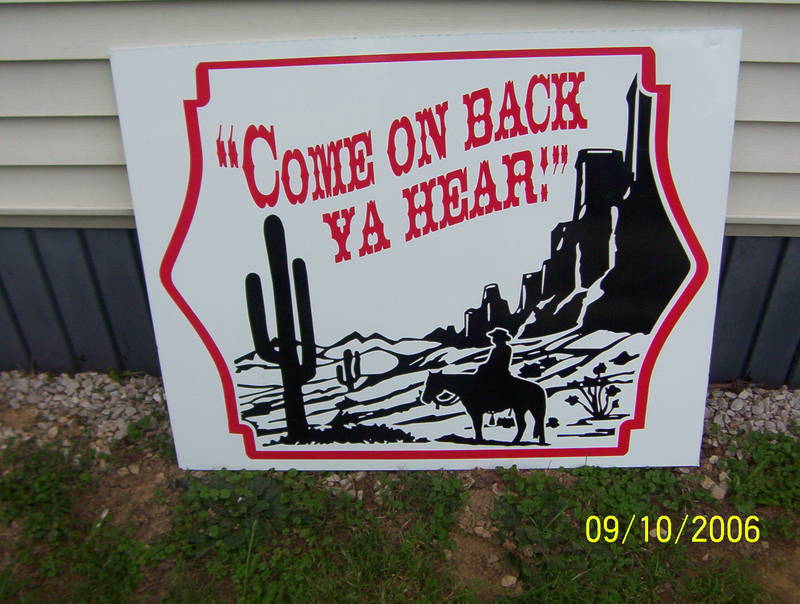 "COME ON BACK
YA HEAR!"
09/10/2006